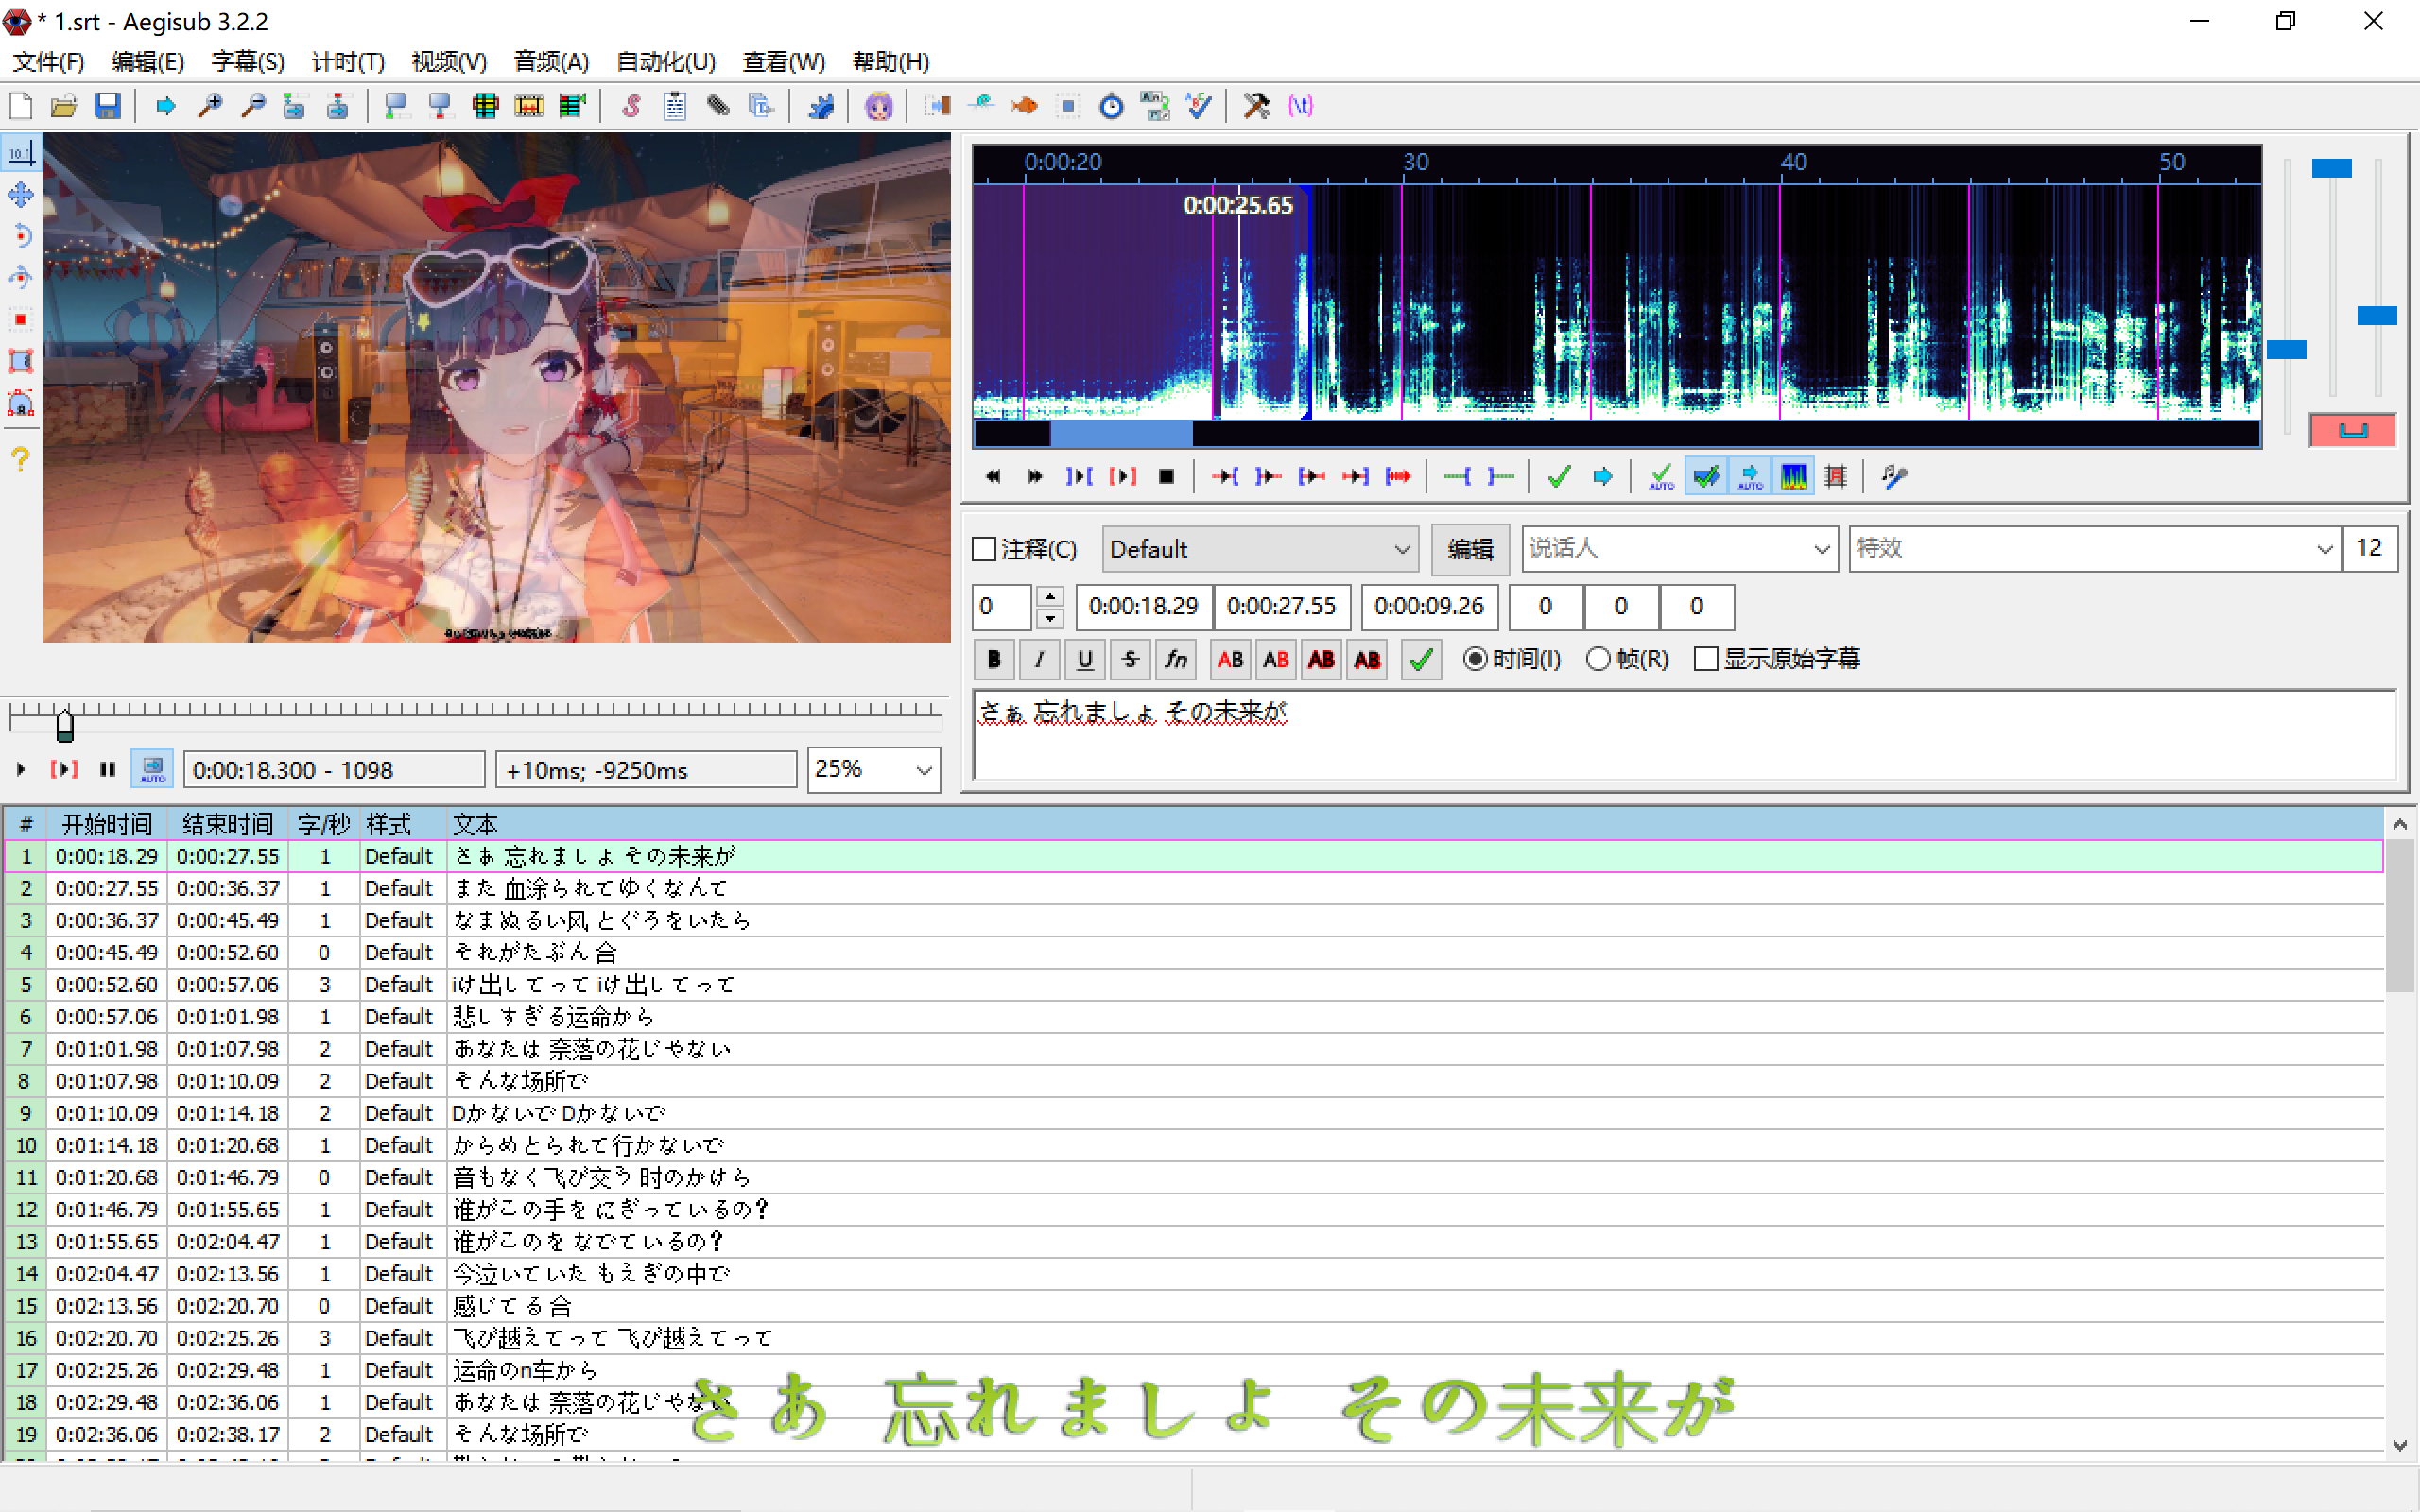 * 1.srt - Aegisub 3.2.2
文件(F) 编辑(E) 字幕(S) 计时(T) 视频(V) 音频(A) 自动化(U) 查看(W) 帮助(H)
0:00:20 30 40 50
0:00:25.65
注释(C) Default 编辑 说话人 特效 12
0 0:00:18.29 0:00:27.55 0:00:09.26 0 0 0
B I U S fn AB AB AB AB 时间(I) 帧(R) 显示原始字幕
さぁ 忘れましょ その未来が
AUTO 0:00:18.300 - 1098 +10ms; -9250ms 25%
# 开始时间 结束时间 字/秒 样式 文本
1 0:00:18.29 0:00:27.55 1 Default さぁ 忘れましょ その未来が
2 0:00:27.55 0:00:36.37 1 Default また 血涂られてゆくなんて
3 0:00:36.37 0:00:45.49 1 Default なまぬるい风 とぐろをいたら
4 0:00:45.49 0:00:52.60 0 Default それがたぶん 合
5 0:00:52.60 0:00:57.06 3 Default iけ出してって iけ出してって
6 0:00:57.06 0:01:01.98 1 Default 悲しすぎる运命から
7 0:01:01.98 0:01:07.98 2 Default あなたは 奈落の花じゃない
8 0:01:07.98 0:01:10.09 2 Default そんな场所で
9 0:01:10.09 0:01:14.18 2 Default Dかないで Dかないで
10 0:01:14.18 0:01:20.68 1 Default からめとられて行かないで
11 0:01:20.68 0:01:46.79 0 Default 音もなく飞び交う 时のかけら
12 0:01:46.79 0:01:55.65 1 Default 谁がこの手を にぎっているの?
13 0:01:55.65 0:02:04.47 1 Default 谁がこのを なでているの?
14 0:02:04.47 0:02:13.56 1 Default 今泣いていた もえぎの中で
15 0:02:13.56 0:02:20.70 0 Default 感じてる 合
16 0:02:20.70 0:02:25.26 3 Default 飞び越えてって 飞び越えてって
17 0:02:25.26 0:02:29.48 1 Default 运命のn车から
18 0:02:29.48 0:02:36.06 1 Default あなたは 奈落の花じゃない
19 0:02:36.06 0:02:38.17 2 Default そんな场所で
さあ 忘れましょ その未来が